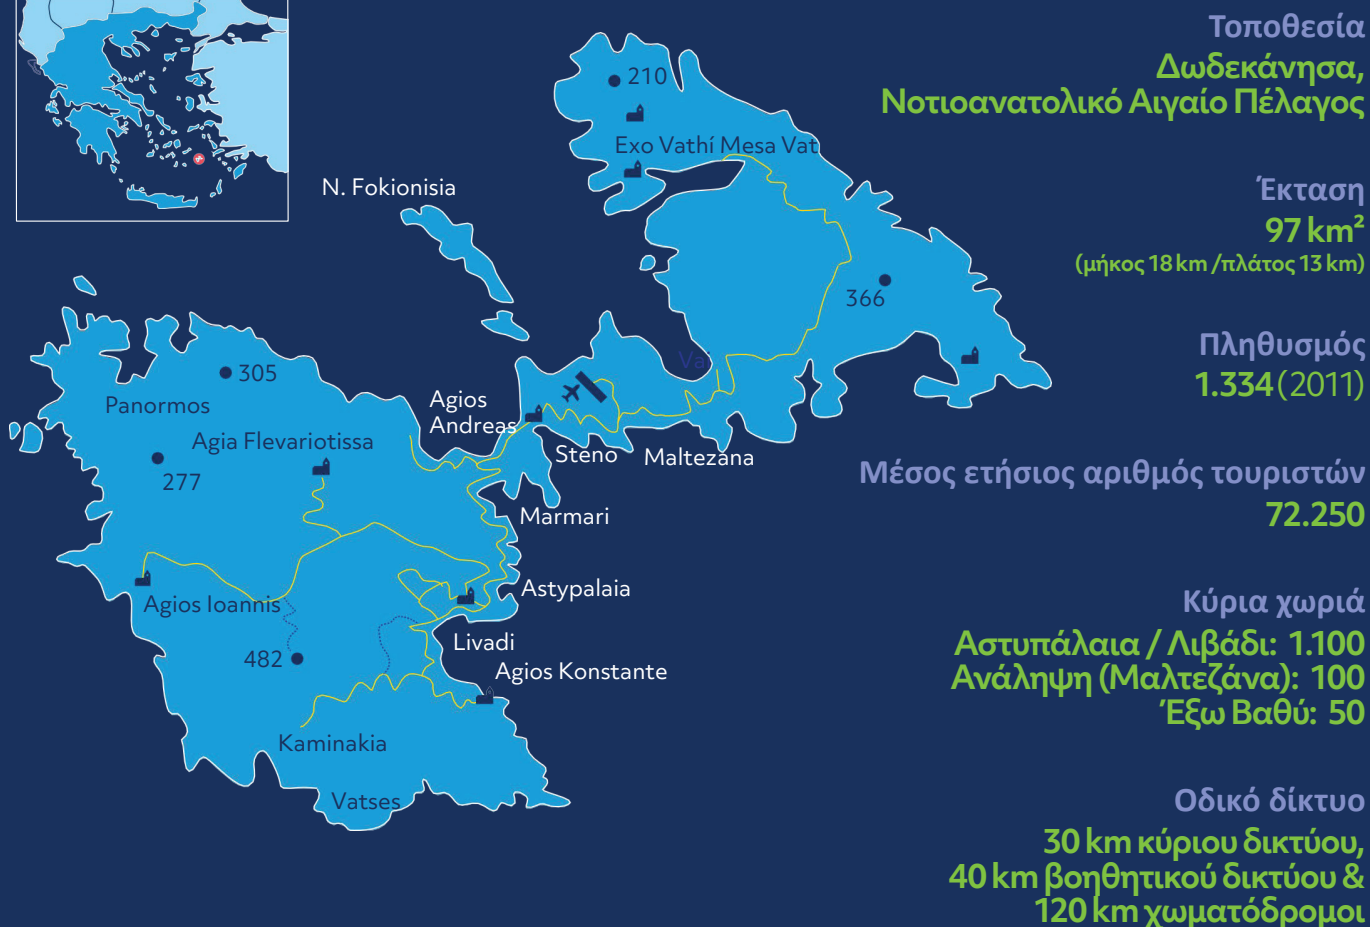 210
Exo Vathí Mesa Vat
N. Fokionisia
366
Vai
305
Panormos
Agios
Andreas
Agia Flevariotissa
277
Steno
Maltezana
Marmari
Astypalaia
Agios Ioannis
Livadi
482
Agios Konstante
Kaminakia
Vatses
Τοποθεσία
Δωδεκάνησα,
Νοτιοανατολικό Αιγαίο Πέλαγος
Έκταση
97 km²
(μήκος 18 km /πλάτος 13 km)
Πληθυσμός
1.334 (2011)
Μέσος ετήσιος αριθμός τουριστών
72.250
Κύρια χωριά
Αστυπάλαια / Λιβάδι: 1.100
Ανάληψη (Μαλτεζάνα): 100
Έξω Βαθύ: 50
Οδικό δίκτυο
30 km κύριου δικτύου,
40 km βοηθητικού δικτύου &
120 km χωματόδρομοι